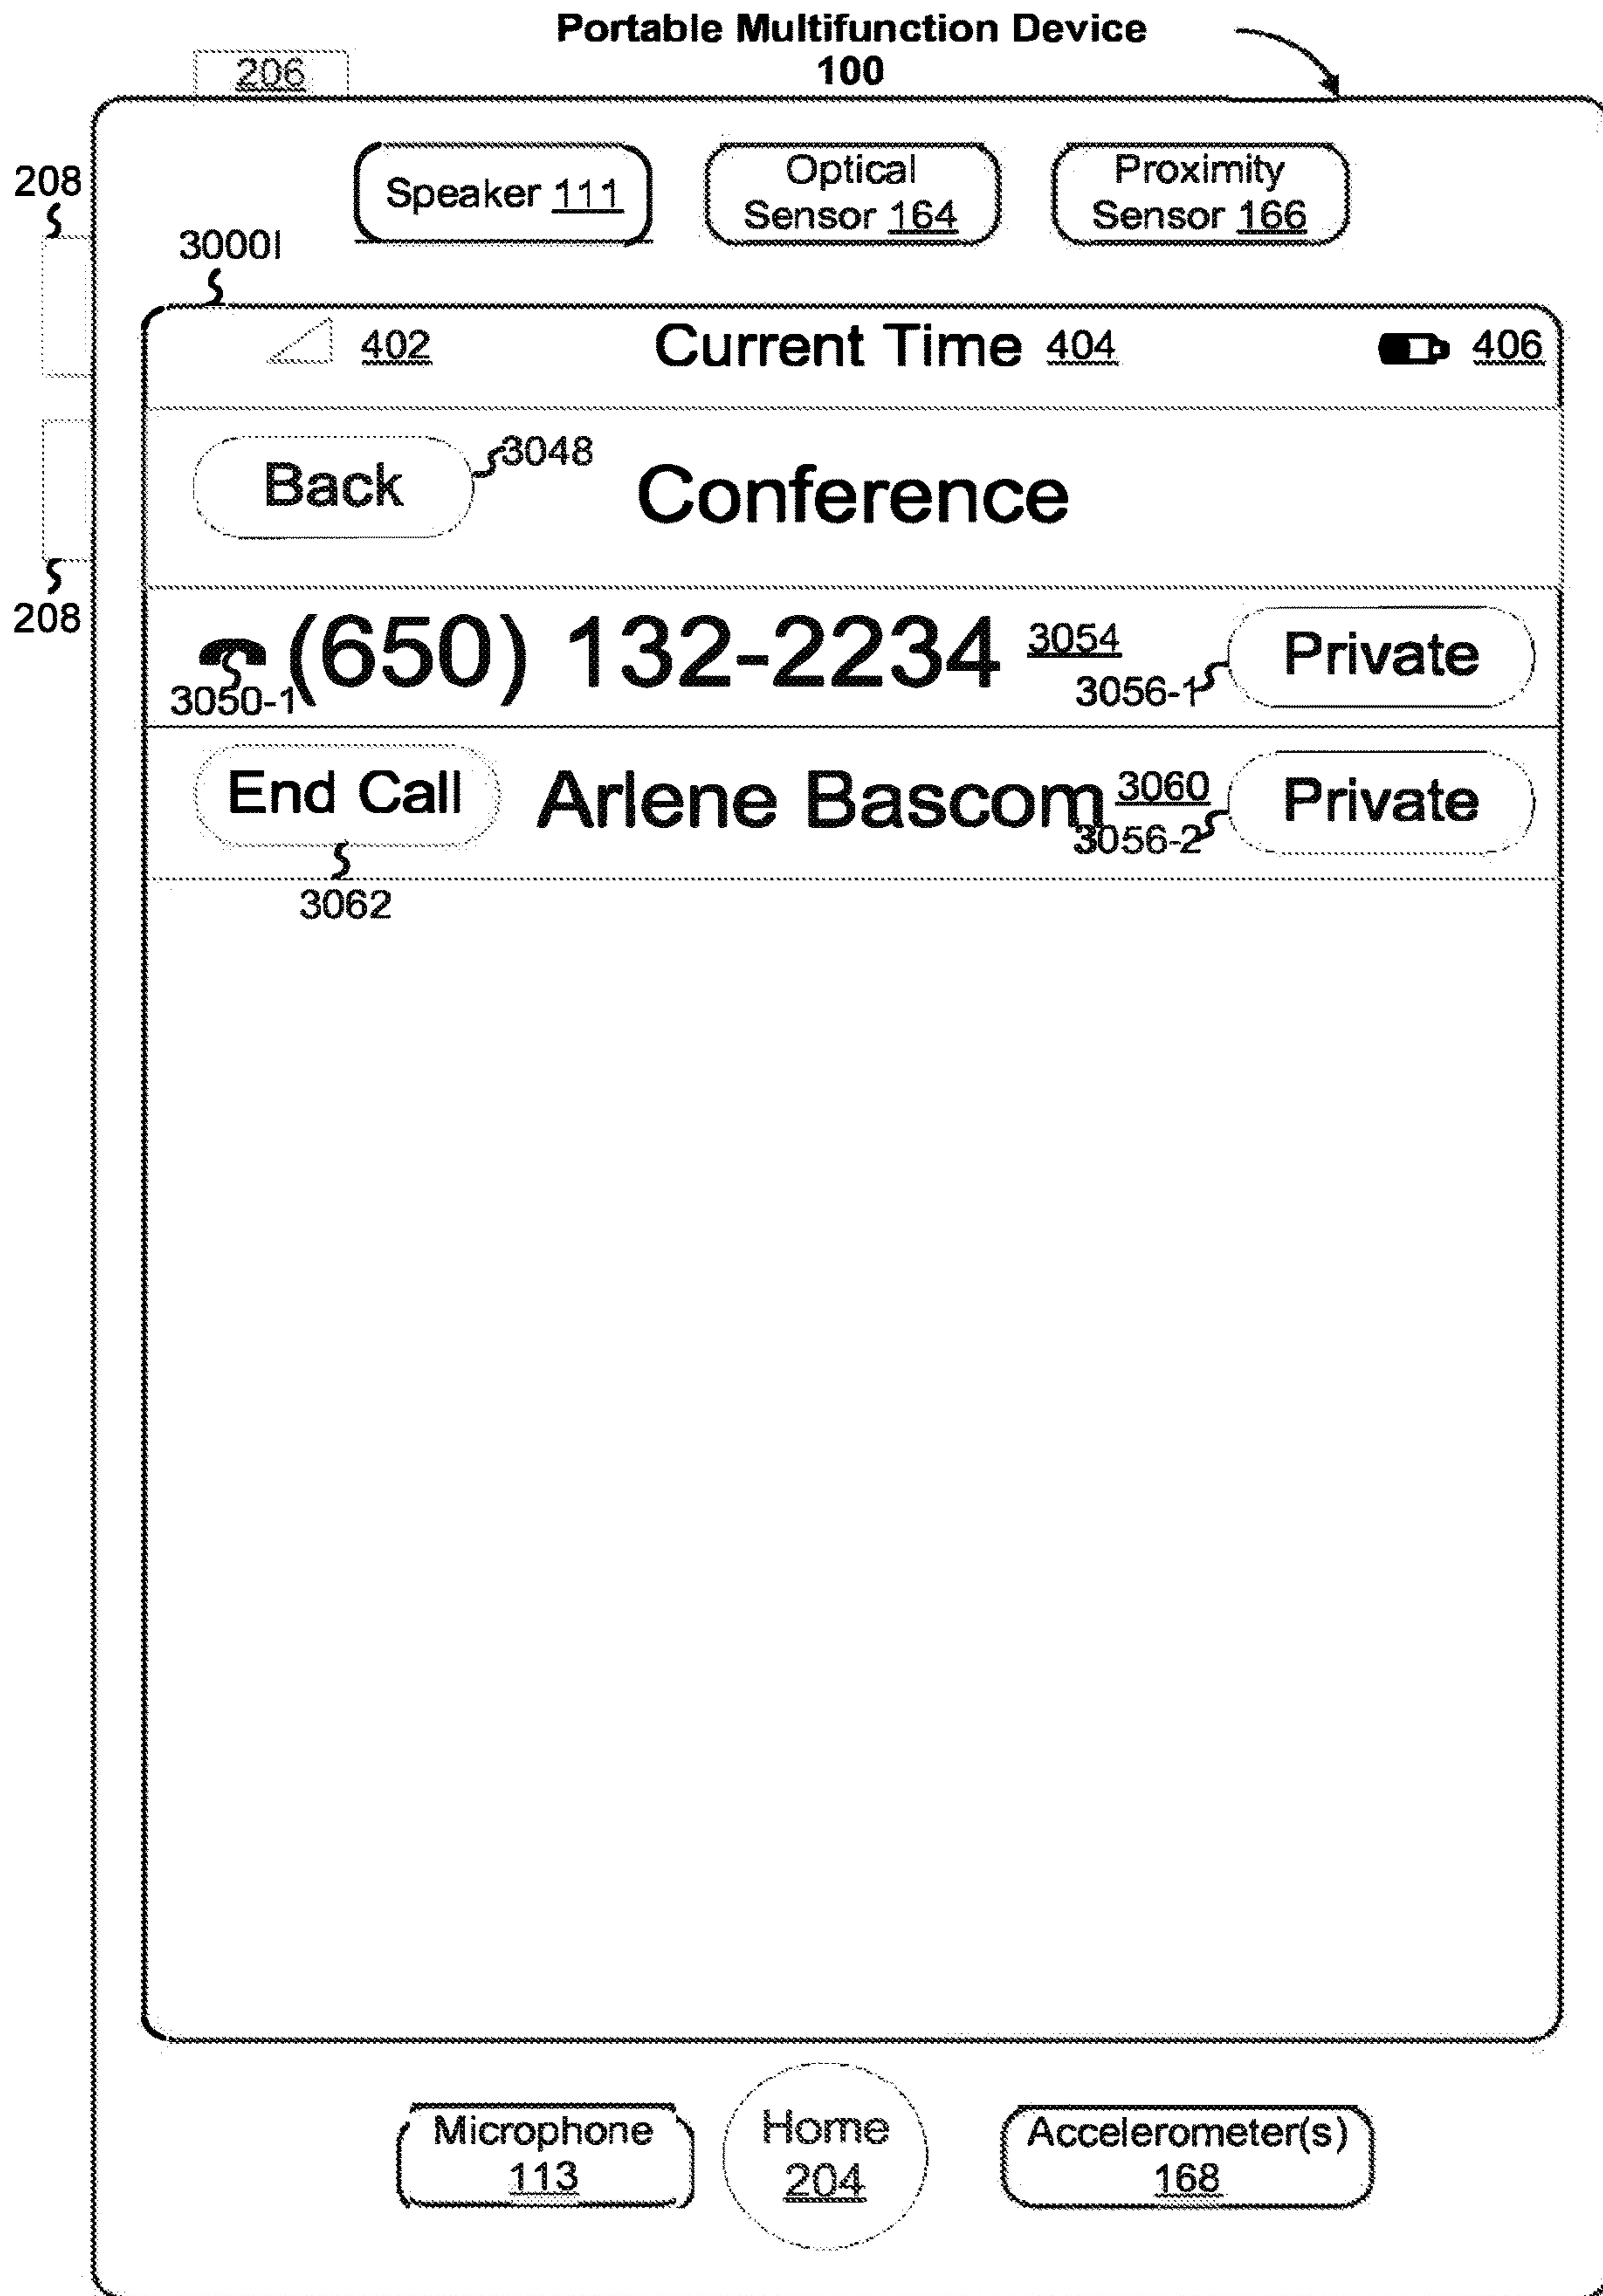 Portable Multifunction Device
100
206
208
Speaker 111
Optical
Sensor 164
Proximity
Sensor 166
3000I
402
Current Time 404
406
Back
3048
Conference
208
(650) 132-2234
3054
Private
3050-1
3056-1
End Call
Arlene Bascom
3060
Private
3056-2
3062
Microphone
113
Home
204
Accelerometer(s)
168